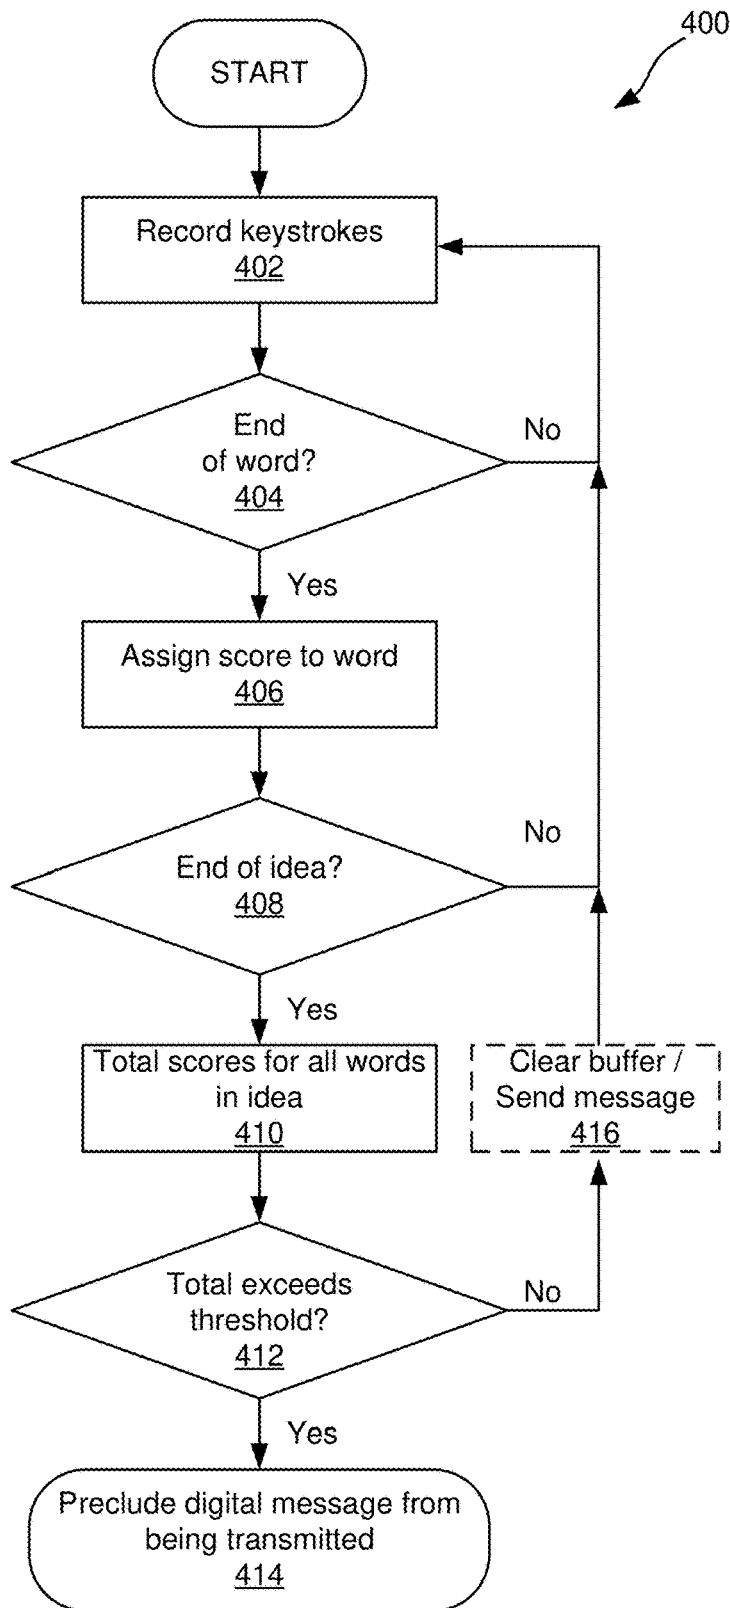 400
START
Record keystrokes
402
End
of word?
404
No
Yes
Assign score to word
406
End of idea?
408
No
Yes
Total scores for all words
in idea
410
Clear buffer /
Send message
416
Total exceeds
threshold?
412
No
Yes
Preclude digital message from
being transmitted
414